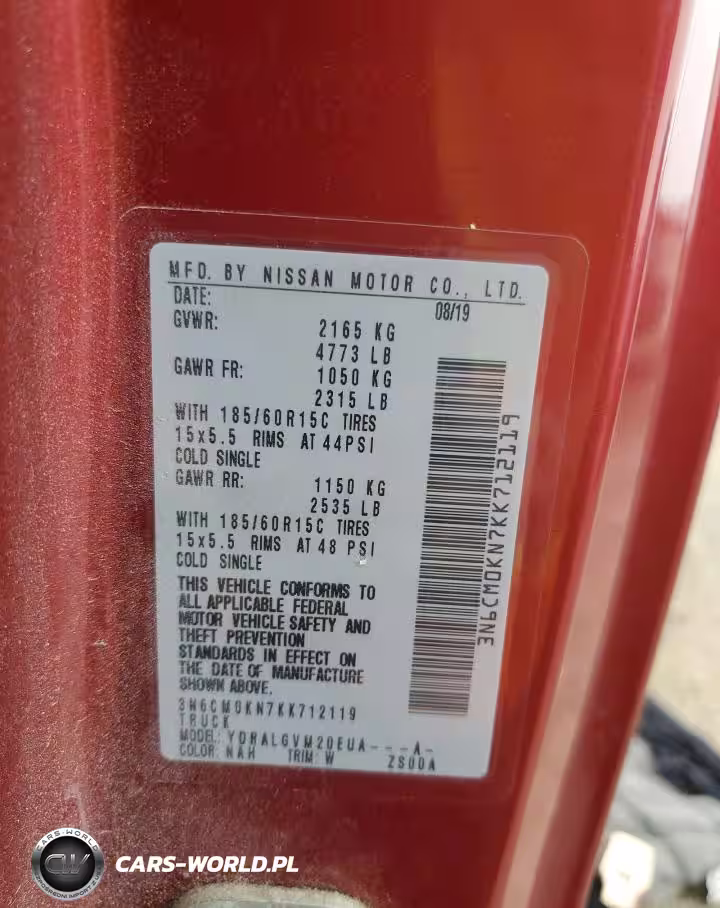 MFD. BY NISSAN MOTOR CO., LTD.
DATE: 08/19
GVWR: 2165 KG
4773 LB
GAWR FR: 1050 KG
2315 LB
WITH 185/60R15C TIRES
15x5.5 RIMS AT 44PSI
COLD SINGLE
GAWR RR: 1150 KG
2535 LB
WITH 185/60R15C TIRES
15x5.5 RIMS AT 48 PSI
COLD SINGLE
THIS VEHICLE CONFORMS TO
ALL APPLICABLE FEDERAL
MOTOR VEHICLE SAFETY AND
THEFT PREVENTION
STANDARDS IN EFFECT ON
THE DATE OF MANUFACTURE
SHOWN ABOVE.
3N6CM0KN7KK712119
TRUCK
MODEL: YDRALGVM20EUA---A-
COLOR: NAH TRIM: W ZS00A
3N6CM0KN7KK712119
CARS-WORLD
CW
CARS-WORLD.PL